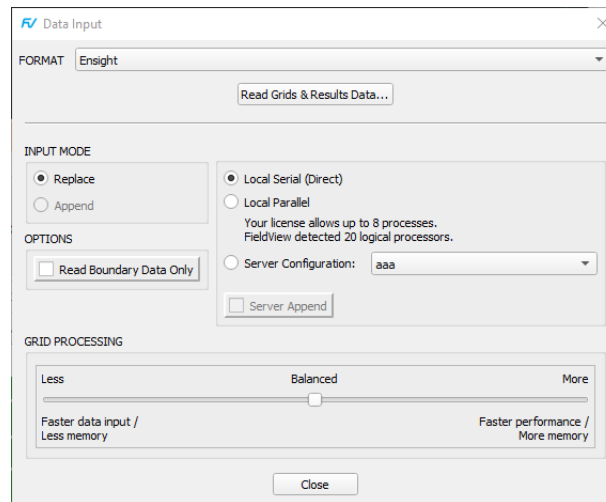 FV Data Input
FORMAT Ensight
Read Grids & Results Data...
INPUT MODE
Replace
Append
OPTIONS
Read Boundary Data Only
Local Serial (Direct)
Local Parallel
Your license allows up to 8 processes.
FieldView detected 20 logical processors.
Server Configuration: aaa
Server Append
GRID PROCESSING
Less Balanced More
Faster data input /
Less memory
Faster performance /
More memory
Close